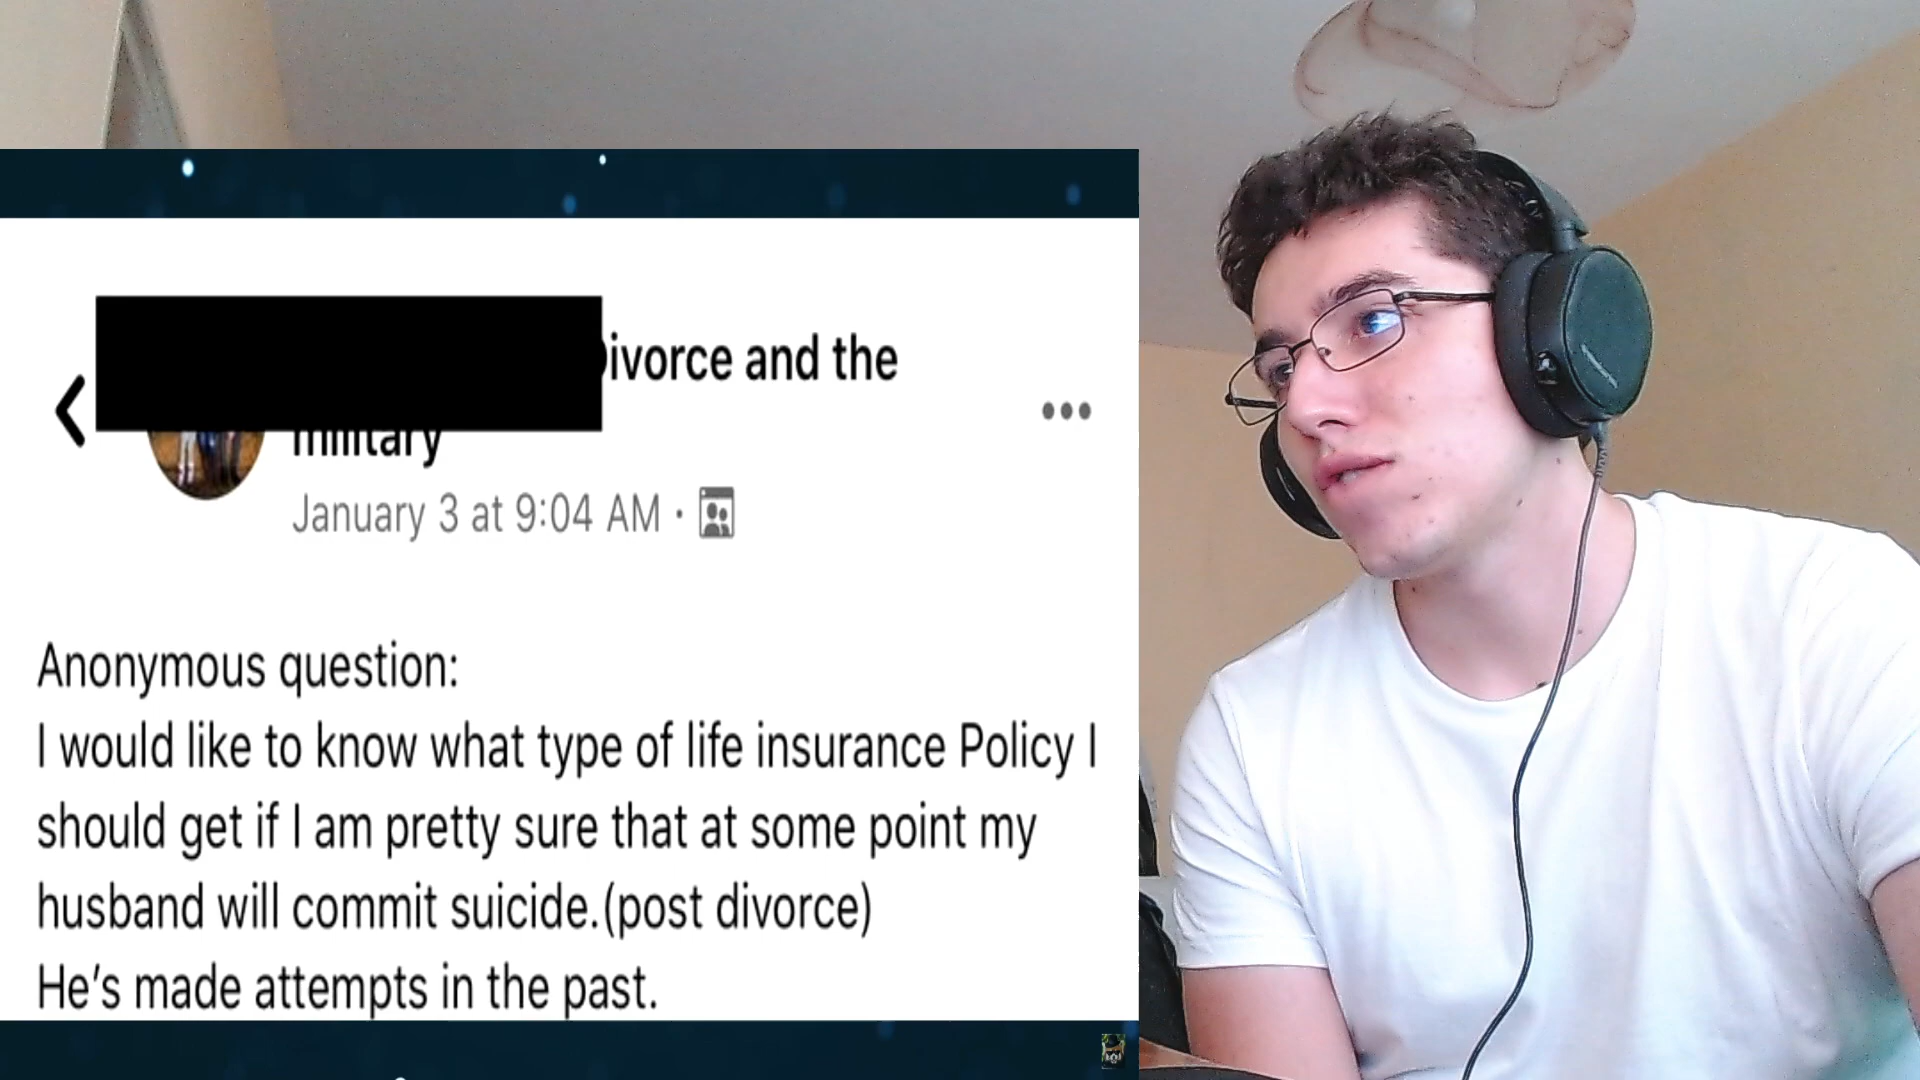 ivorce and the
military
January 3 at 9:04 AM ·
Anonymous question:
I would like to know what type of life insurance Policy I
should get if I am pretty sure that at some point my
husband will commit suicide.(post divorce)
He’s made attempts in the past.